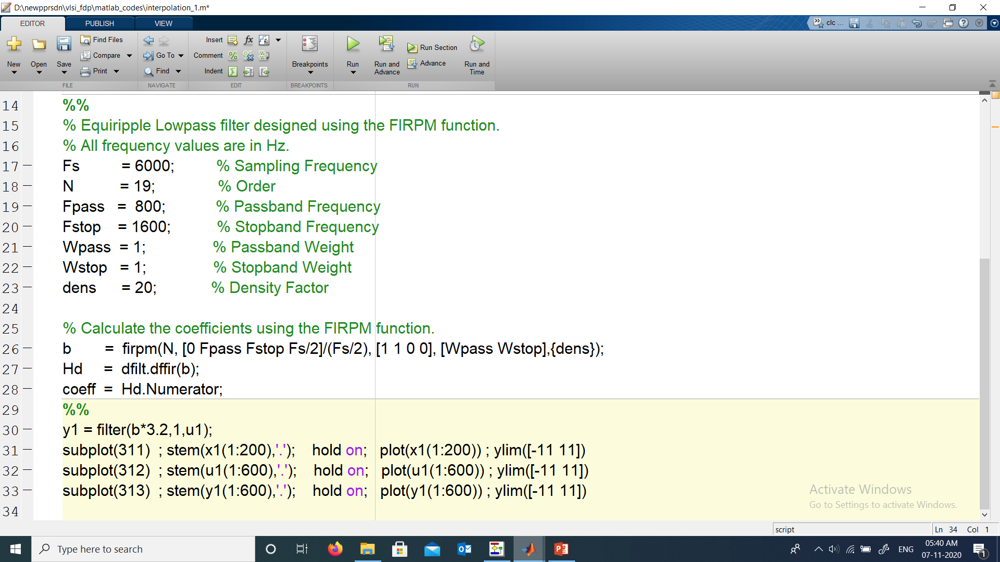 D:\newpprsdn\vlsi_fdp\matlab_codes\interpolation_1.m*
EDITOR PUBLISH VIEW
clc ...
New Open Save
Find Files
Compare
Print
Go To
Find
Insert
Comment
Indent
Breakpoints
Run
Run and Advance
Run Section
Advance
Run and Time
FILE NAVIGATE EDIT BREAKPOINTS RUN
14 %%
15 % Equiripple Lowpass filter designed using the FIRPM function.
16 % All frequency values are in Hz.
17 Fs = 6000; % Sampling Frequency
18 N = 19; % Order
19 Fpass = 800; % Passband Frequency
20 Fstop = 1600; % Stopband Frequency
21 Wpass = 1; % Passband Weight
22 Wstop = 1; % Stopband Weight
23 dens = 20; % Density Factor
24
25 % Calculate the coefficients using the FIRPM function.
26 b = firpm(N, [0 Fpass Fstop Fs/2]/(Fs/2), [1 1 0 0], [Wpass Wstop],{dens});
27 Hd = dfilt.dffir(b);
28 coeff = Hd.Numerator;
29 %%
30 y1 = filter(b*3.2,1,u1);
31 subplot(311) ; stem(x1(1:200),'.'); hold on; plot(x1(1:200)) ; ylim([-11 11])
32 subplot(312) ; stem(u1(1:600),'.'); hold on; plot(u1(1:600)) ; ylim([-11 11])
33 subplot(313) ; stem(y1(1:600),'.'); hold on; plot(y1(1:600)) ; ylim([-11 11])
34
Activate Windows
Go to Settings to activate Windows.
script
Ln 34 Col 1
Type here to search
ENG
05:40 AM
07-11-2020
1